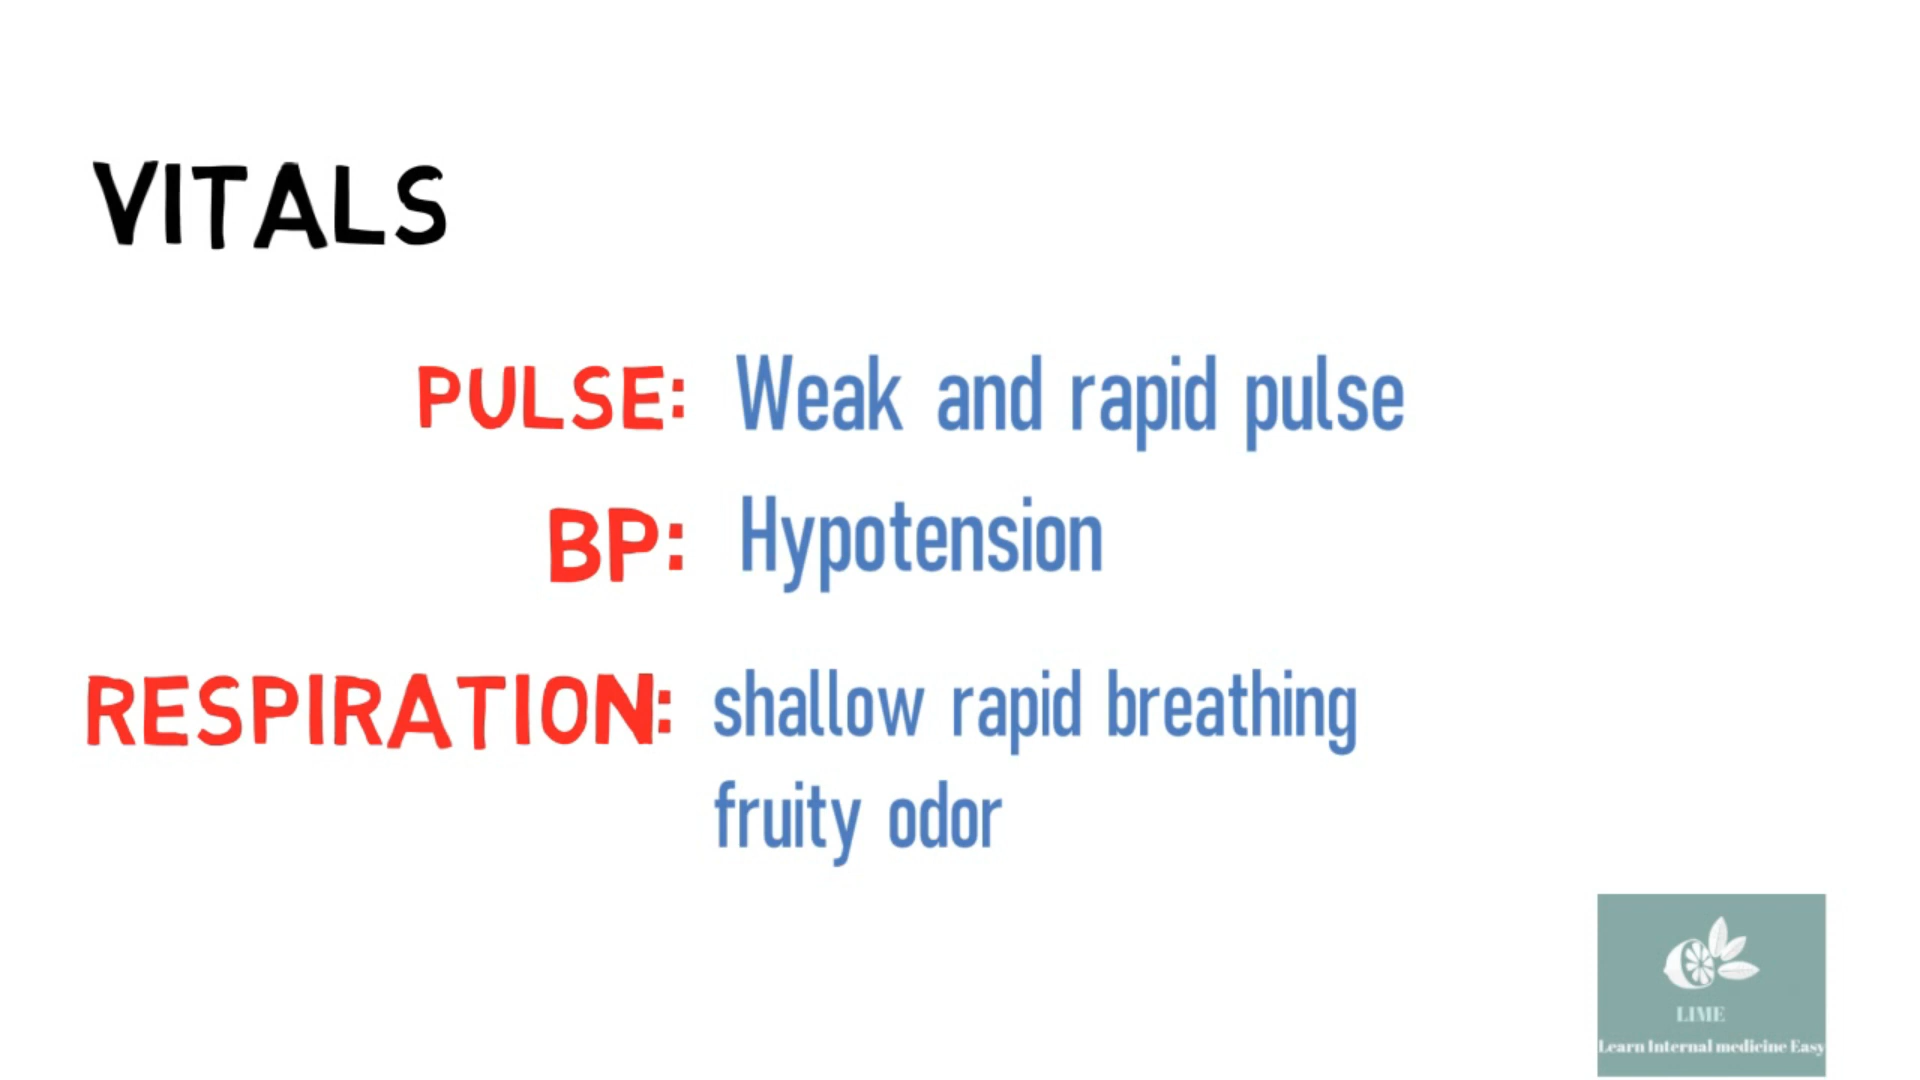 VITALS
PULSE: Weak and rapid pulse
BP: Hypotension
RESPIRATION: shallow rapid breathing
fruity odor
LIME
Learn Internal medicine Easy